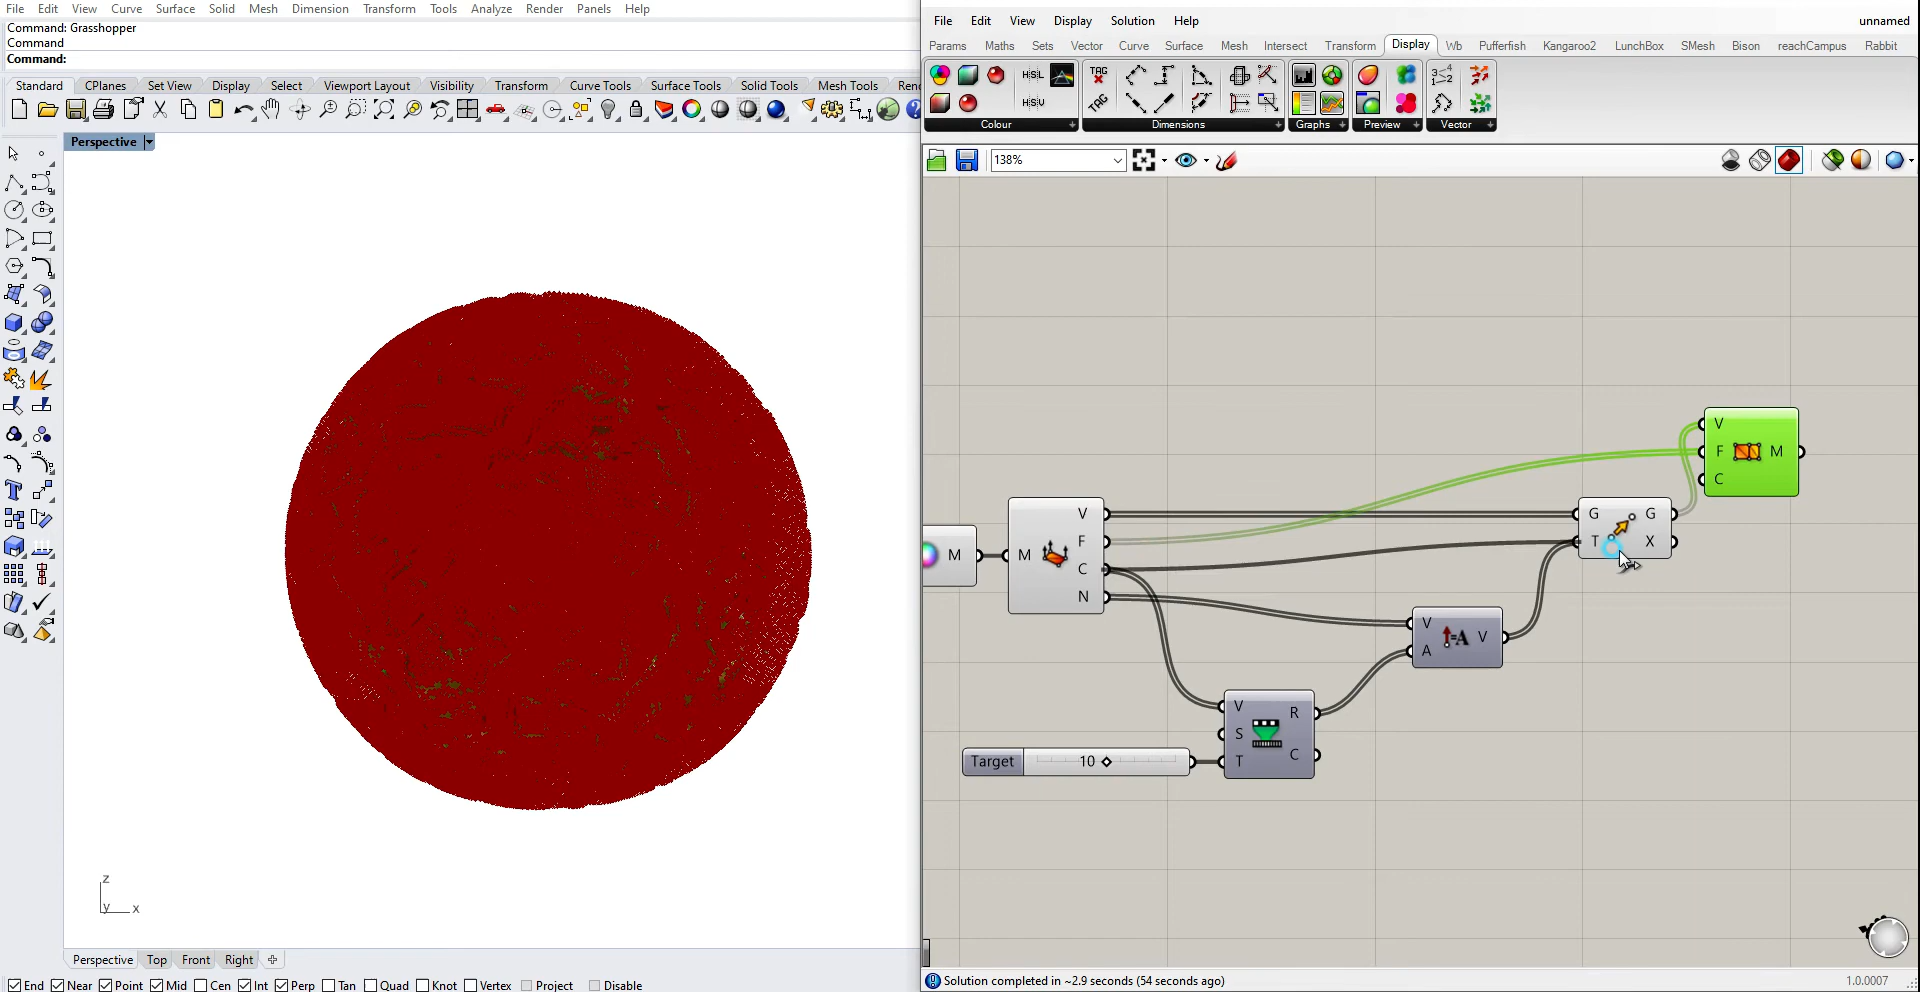 File Edit View Curve Surface Solid Mesh Dimension Transform Tools Analyze Render Panels Help
Command: Grasshopper
Command
Command:
Standard CPlanes Set View Display Select Viewport Layout Visibility Transform Curve Tools Surface Tools Solid Tools Mesh Tools Ren
Perspective
z
y x
Perspective Top Front Right
End Near Point Mid Cen Int Perp Tan Quad Knot Vertex Project Disable
File Edit View Display Solution Help unnamed
Params Maths Sets Vector Curve Surface Mesh Intersect Transform Display Wb Pufferfish Kangaroo2 LunchBox SMesh Bison reachCampus Rabbit
H-S-L TAG
H-S-V TAG
Colour Dimensions Graphs Preview Vector
138%
V
F M
C
V G G
F T X
M M C
N
V V
A A
V R
S
T C
Target 10
Solution completed in ~2.9 seconds (54 seconds ago) 1.0.0007